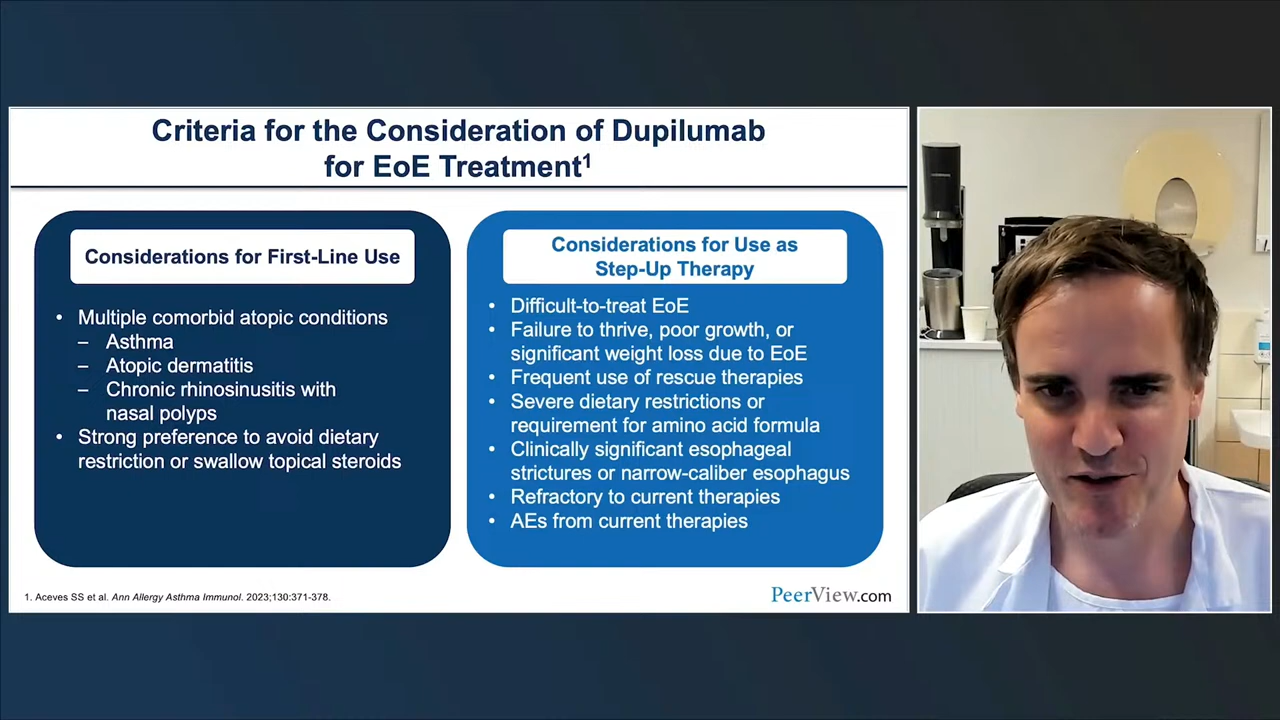 Criteria for the Consideration of Dupilumab
for EoE Treatment¹
Considerations for First-Line Use
• Multiple comorbid atopic conditions
– Asthma
– Atopic dermatitis
– Chronic rhinosinusitis with
nasal polyps
• Strong preference to avoid dietary
restriction or swallow topical steroids
Considerations for Use as
Step-Up Therapy
• Difficult-to-treat EoE
• Failure to thrive, poor growth, or
significant weight loss due to EoE
• Frequent use of rescue therapies
• Severe dietary restrictions or
requirement for amino acid formula
• Clinically significant esophageal
strictures or narrow-caliber esophagus
• Refractory to current therapies
• AEs from current therapies
1. Aceves SS et al. Ann Allergy Asthma Immunol. 2023;130:371-378.
PeerView.com